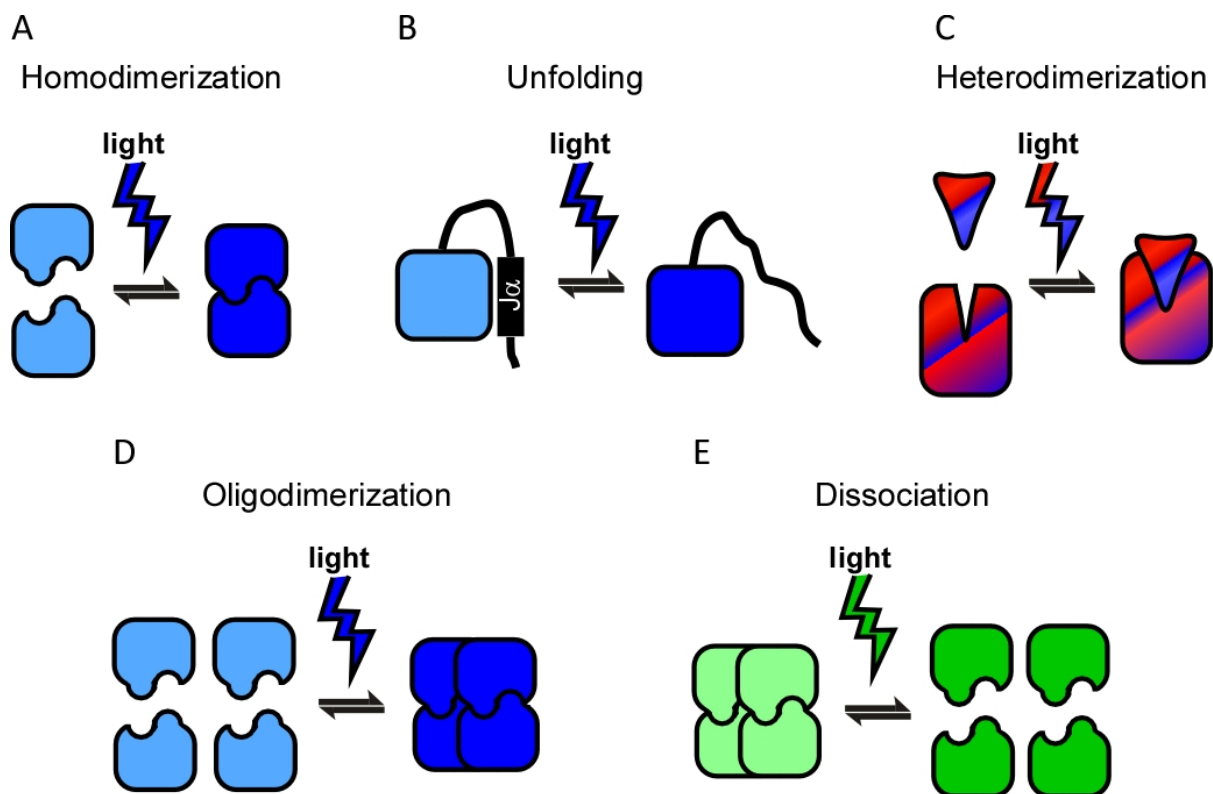 A
Homodimerization
light
B
Unfolding
light
Jα
C
Heterodimerization
light
D
Oligodimerization
light
E
Dissociation
light